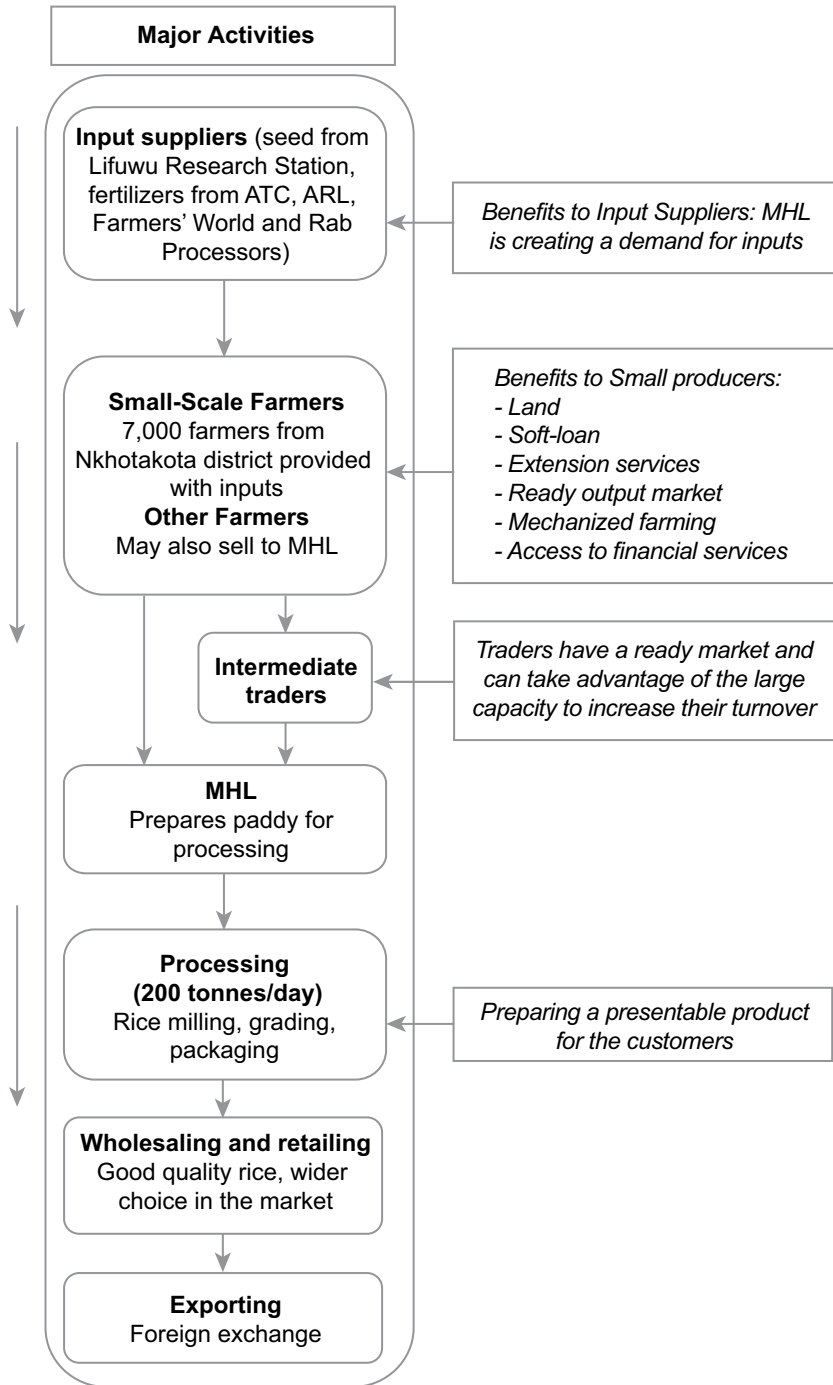 Major Activities
Input suppliers (seed from
Lifuwu Research Station,
fertilizers from ATC, ARL,
Farmers’ World and Rab
Processors)
Benefits to Input Suppliers: MHL
is creating a demand for inputs
Small-Scale Farmers
7,000 farmers from
Nkhotakota district provided
with inputs
Other Farmers
May also sell to MHL
Benefits to Small producers:
- Land
- Soft-loan
- Extension services
- Ready output market
- Mechanized farming
- Access to financial services
Intermediate
traders
Traders have a ready market and
can take advantage of the large
capacity to increase their turnover
MHL
Prepares paddy for
processing
Processing
(200 tonnes/day)
Rice milling, grading,
packaging
Preparing a presentable product
for the customers
Wholesaling and retailing
Good quality rice, wider
choice in the market
Exporting
Foreign exchange